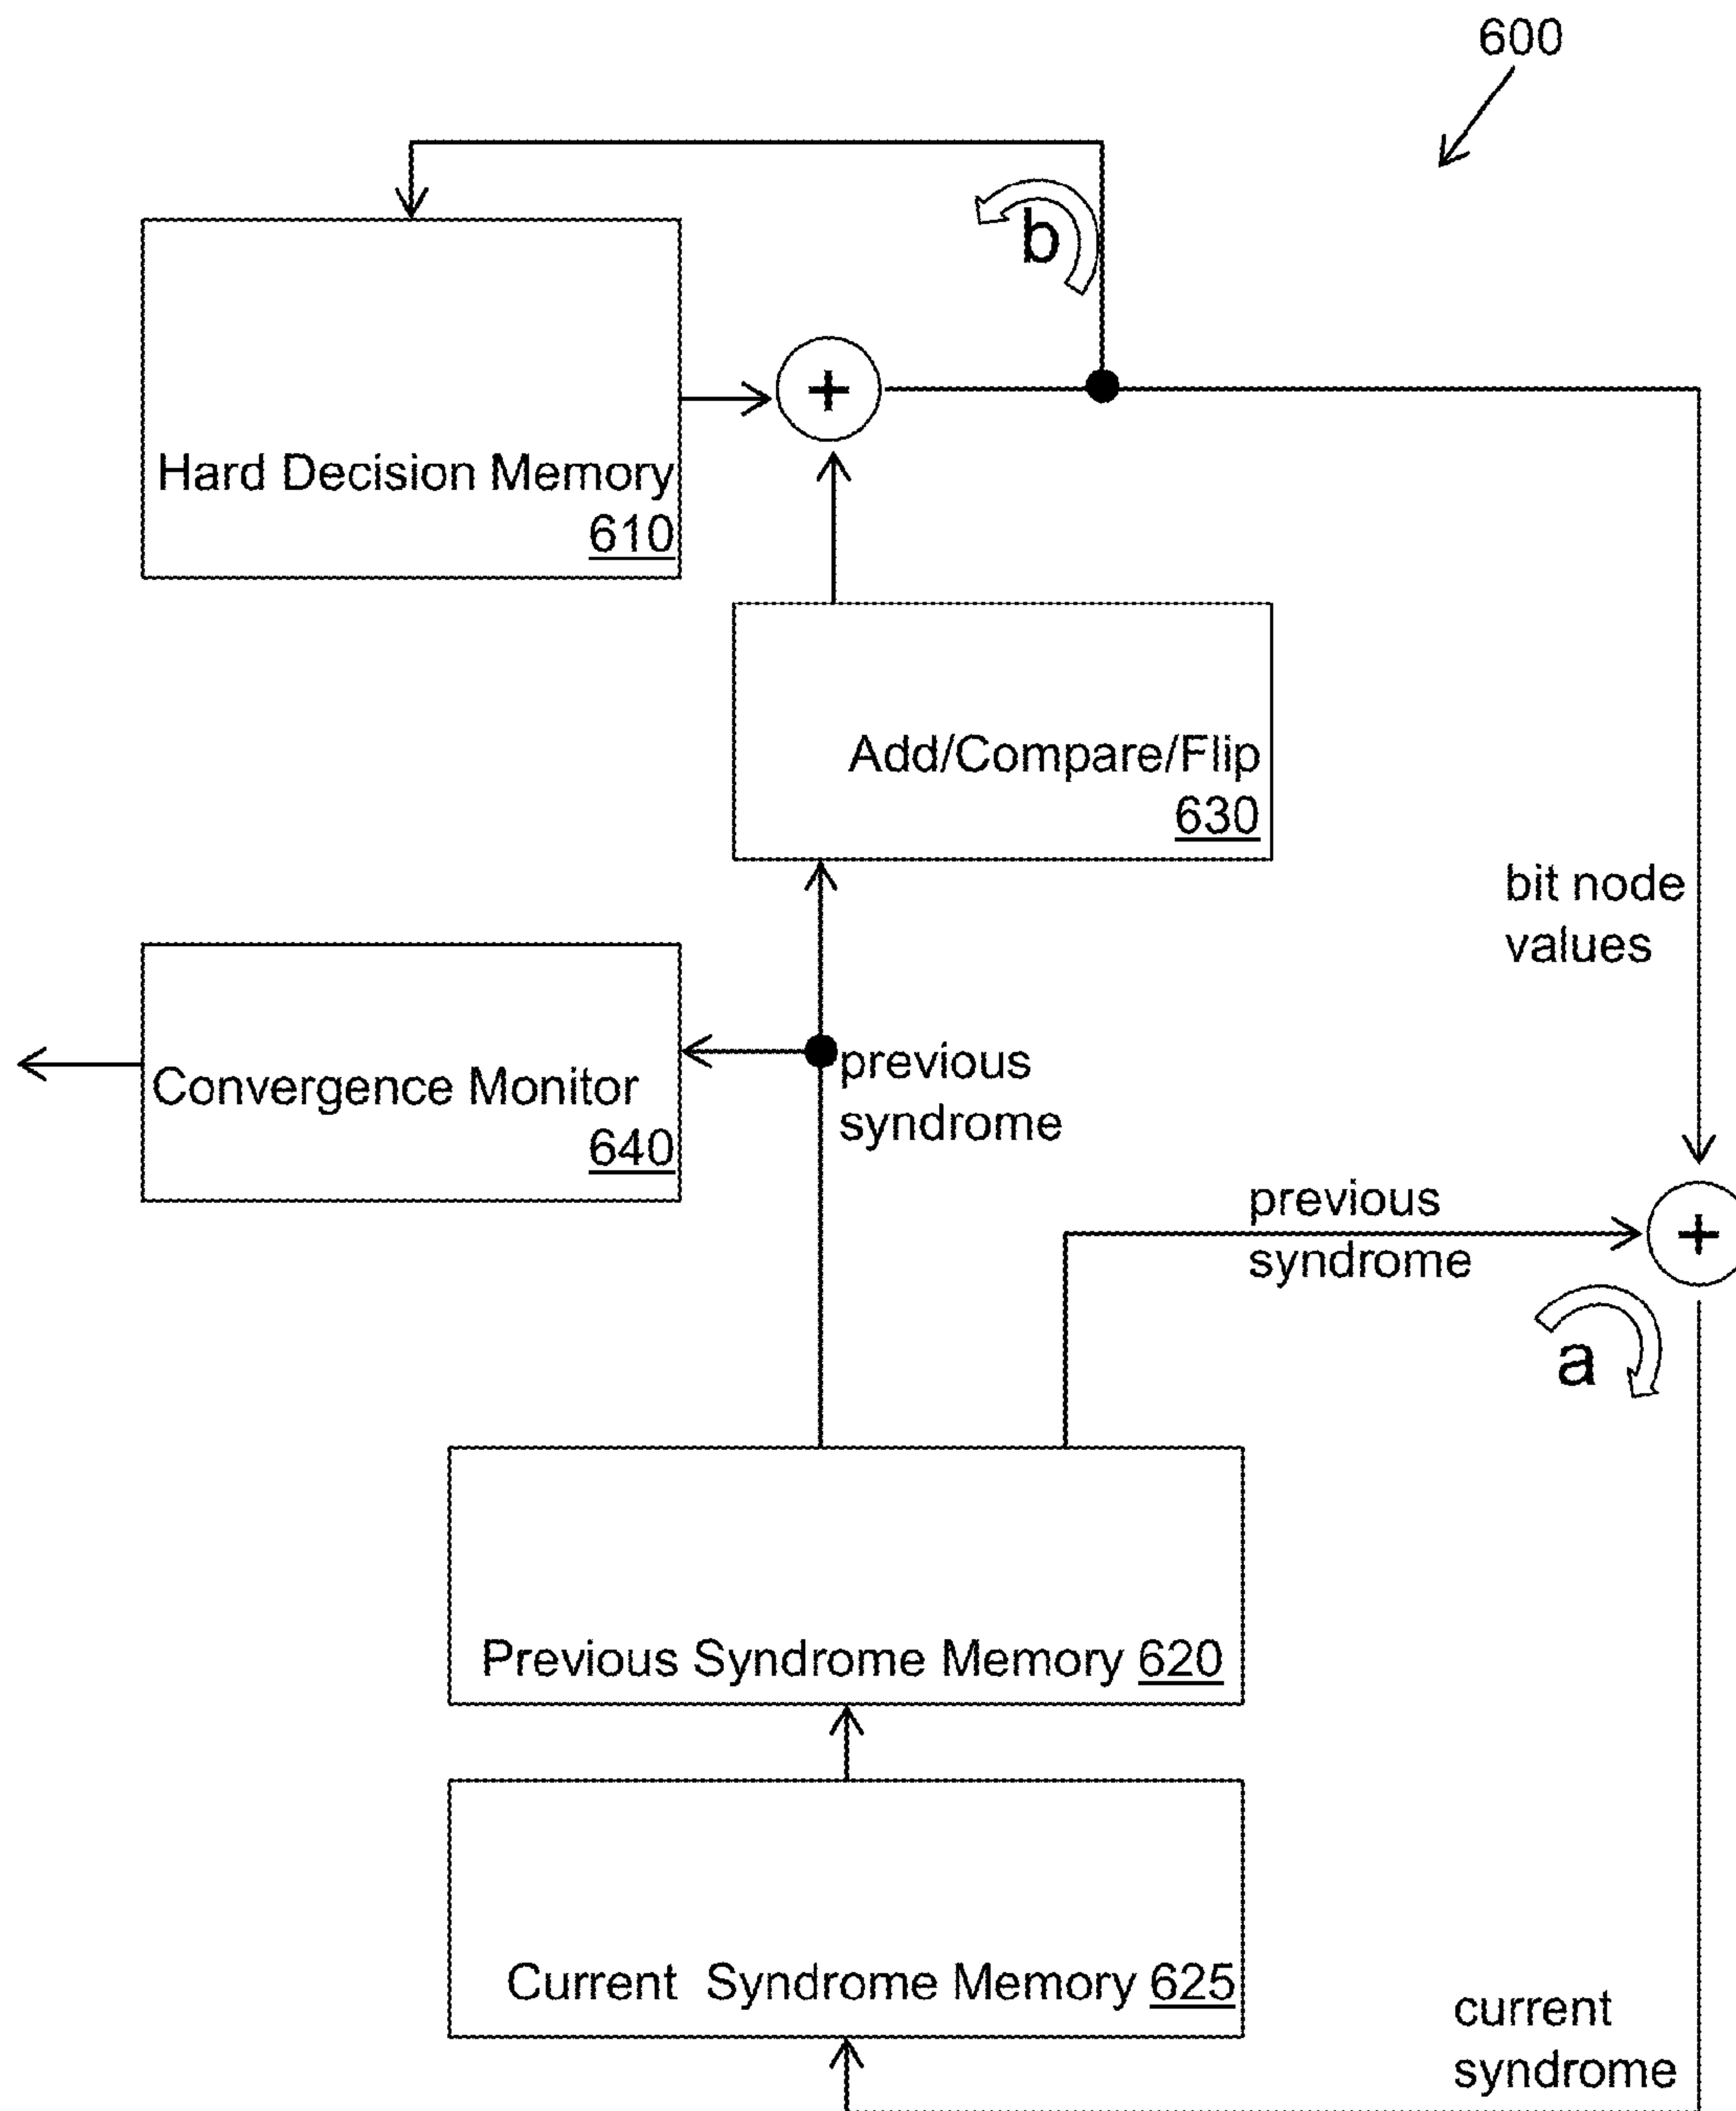 600
b
+
Hard Decision Memory
610
Add/Compare/Flip
630
bit node
values
Convergence Monitor
640
previous
syndrome
previous
syndrome
+
a
Previous Syndrome Memory 620
Current Syndrome Memory 625
current
syndrome